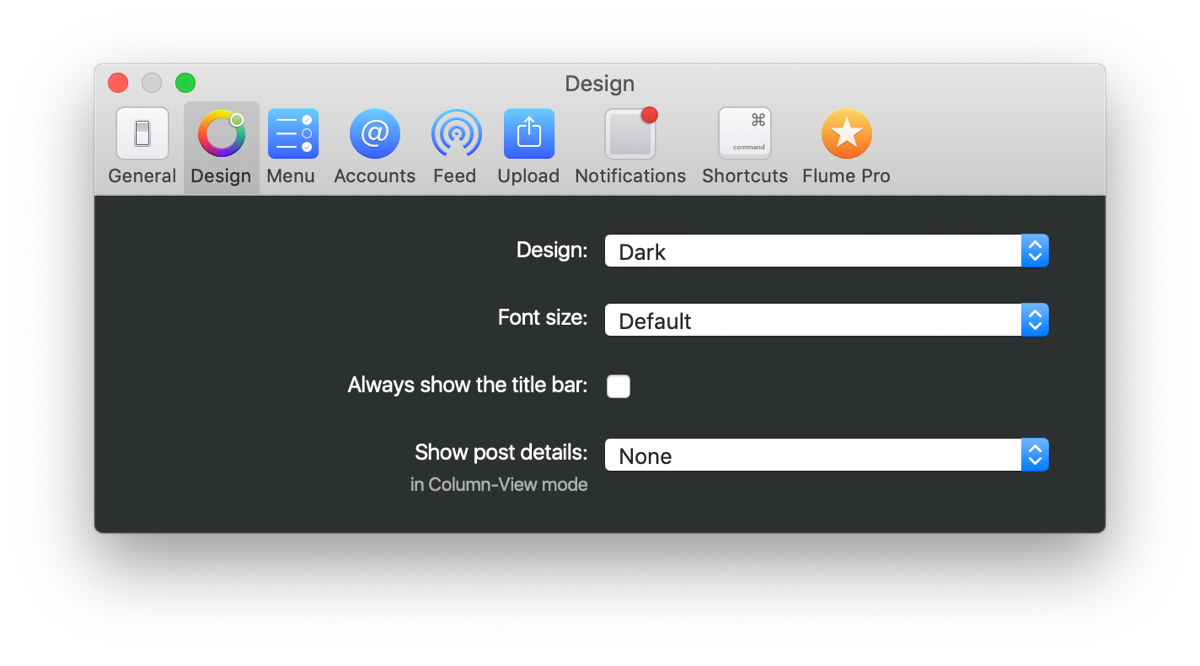 Design
@
⌘
command
General Design Menu Accounts Feed Upload Notifications Shortcuts Flume Pro
Design: Dark
Font size: Default
Always show the title bar:
Show post details: None
in Column-View mode